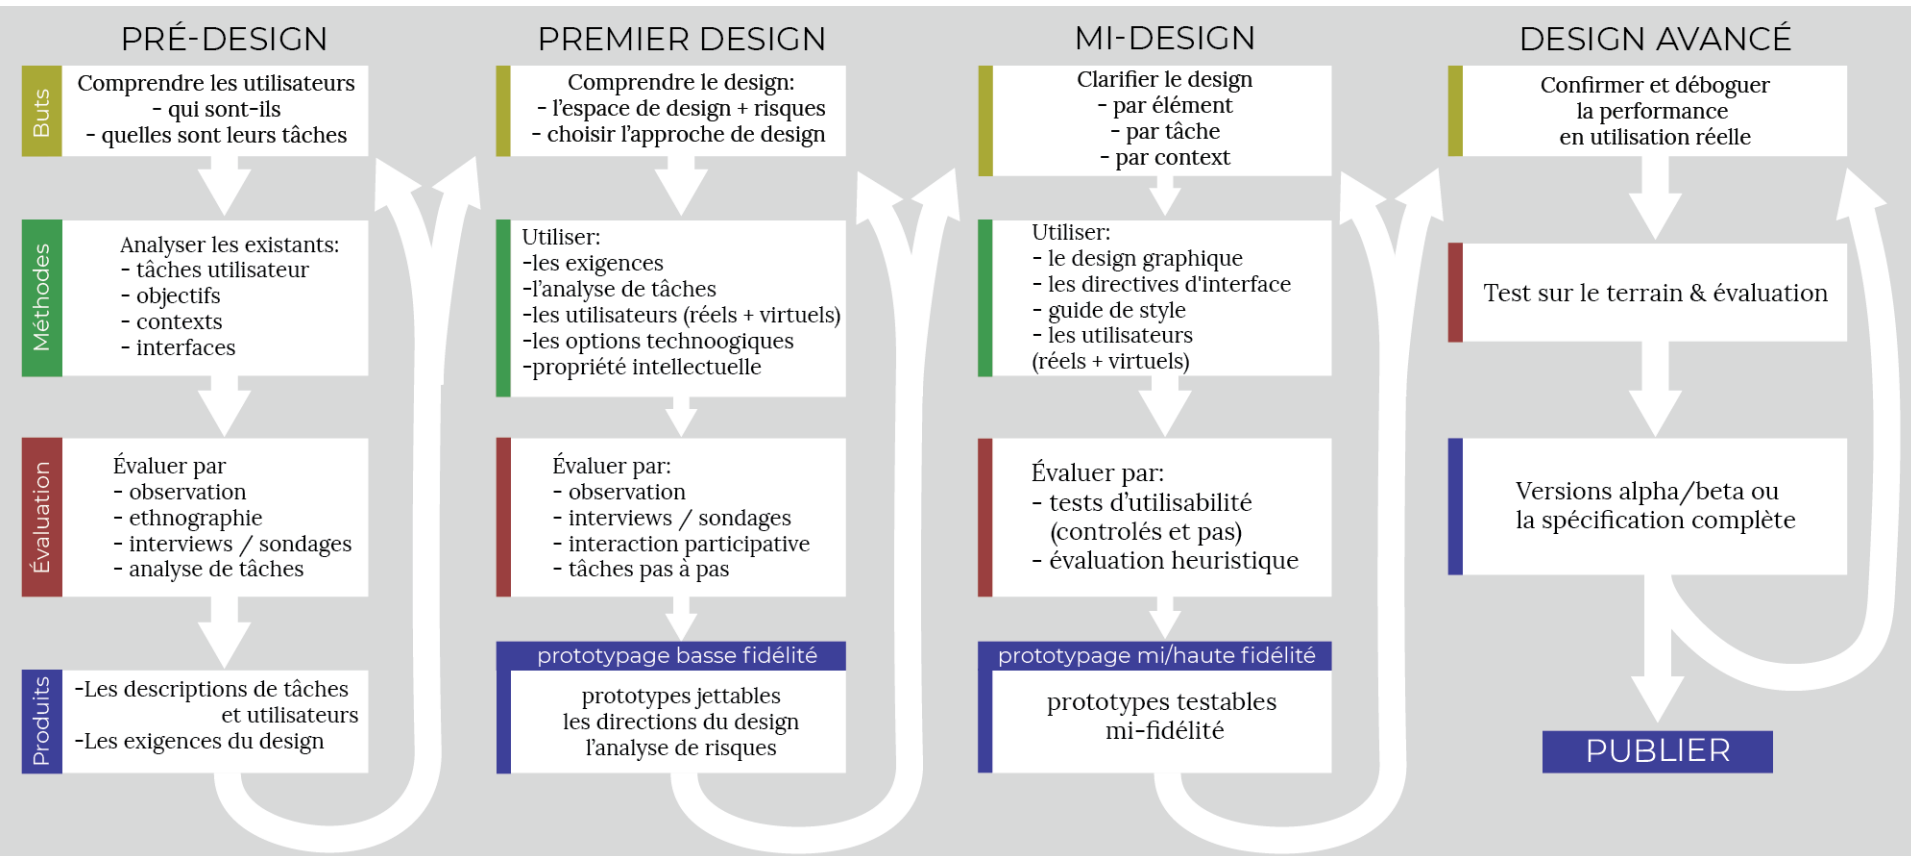 PRÉ-DESIGN
Buts
Comprendre les utilisateurs
- qui sont-ils
- quelles sont leurs tâches
Méthodes
Analyser les existants:
- tâches utilisateur
- objectifs
- contexts
- interfaces
Évaluation
Évaluer par
- observation
- ethnographie
- interviews / sondages
- analyse de tâches
Produits
-Les descriptions de tâches
et utilisateurs
-Les exigences du design
PREMIER DESIGN
Comprendre le design:
- l'espace de design + risques
- choisir l'approche de design
Utiliser:
-les exigences
-l'analyse de tâches
-les utilisateurs (réels + virtuels)
-les options technoogiques
-propriété intellectuelle
Évaluer par:
- observation
- interviews / sondages
- interaction participative
- tâches pas à pas
prototypage basse fidélité
prototypes jettables
les directions du design
l'analyse de risques
MI-DESIGN
Clarifier le design
- par élément
- par tâche
- par context
Utiliser:
- le design graphique
- les directives d'interface
- guide de style
- les utilisateurs
(réels + virtuels)
Évaluer par:
- tests d'utilisabilité
(controlés et pas)
- évaluation heuristique
prototypage mi/haute fidélité
prototypes testables
mi-fidélité
DESIGN AVANCÉ
Confirmer et déboguer
la performance
en utilisation réelle
Test sur le terrain & évaluation
Versions alpha/beta ou
la spécification complète
PUBLIER